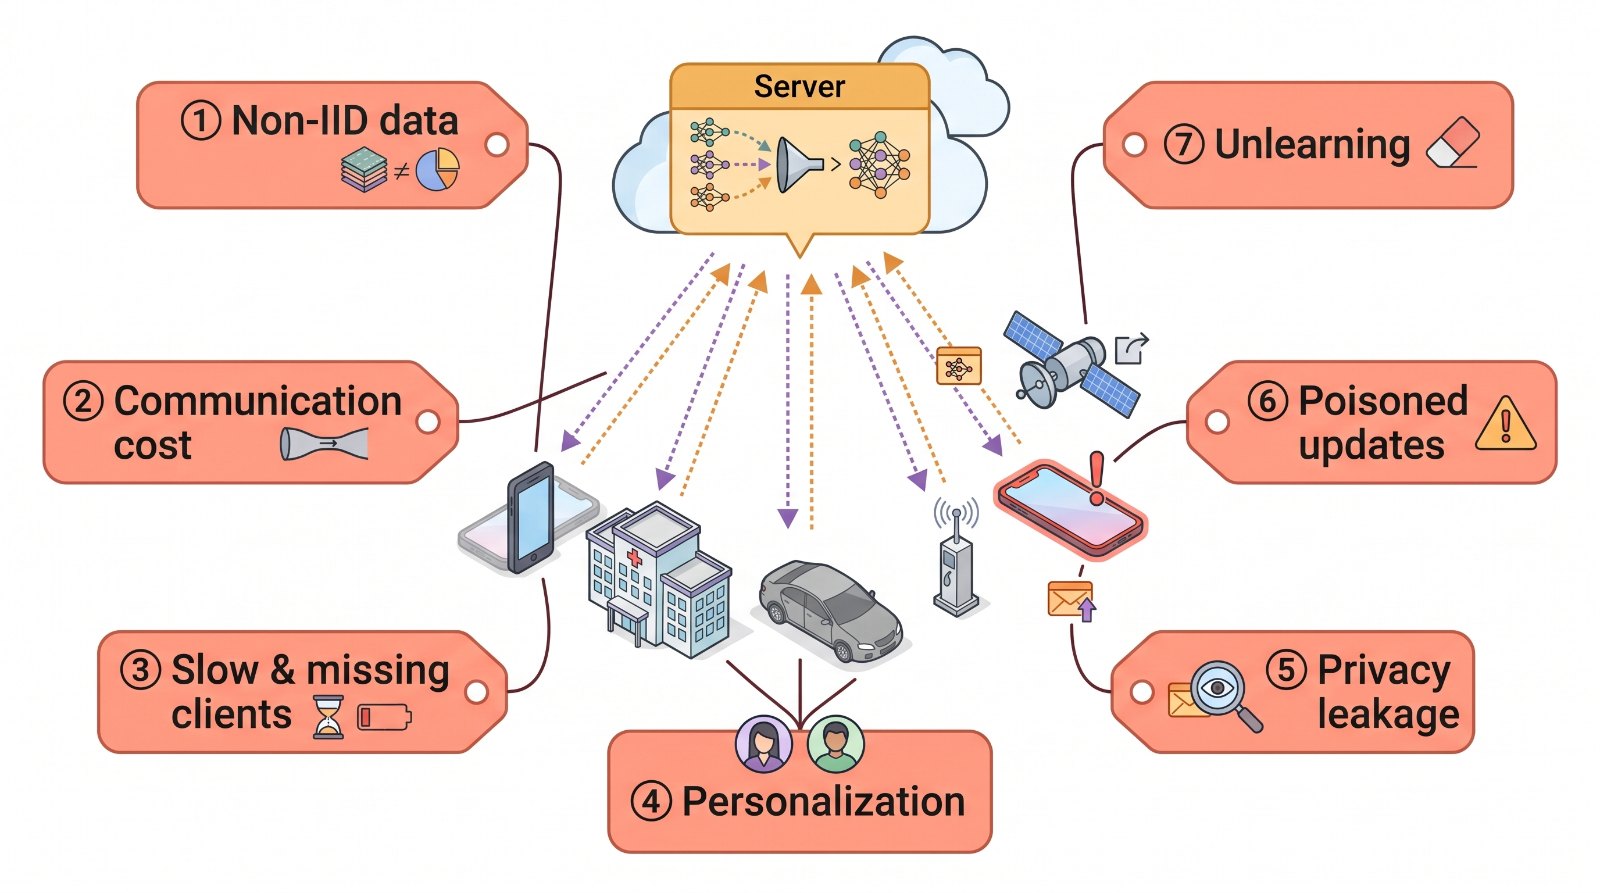 Server
① Non-IID data
≠
② Communication
cost
③ Slow & missing
clients
④ Personalization
⑤ Privacy
leakage
⑥ Poisoned
updates
⑦ Unlearning